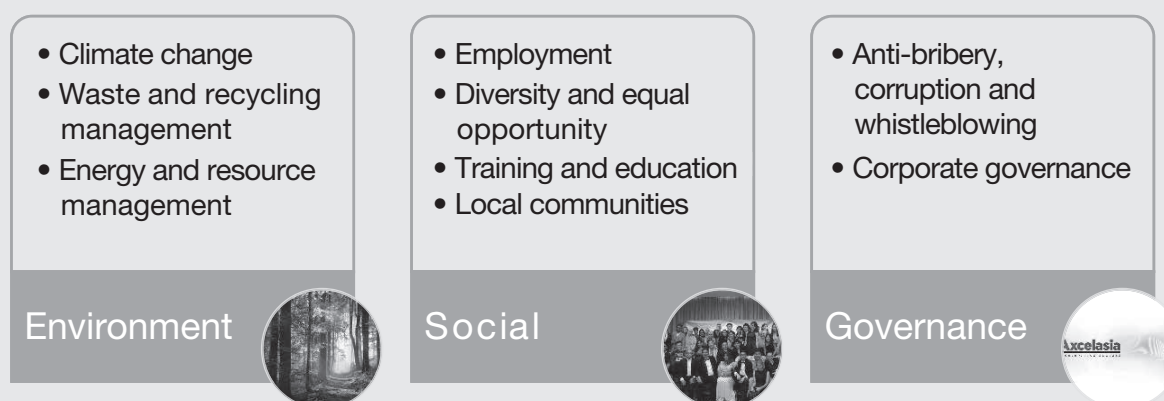 • Climate change
• Waste and recycling
management
• Energy and resource
management
Environment
• Employment
• Diversity and equal
opportunity
• Training and education
• Local communities
Social
• Anti-bribery,
corruption and
whistleblowing
• Corporate governance
Governance
Axcelasia